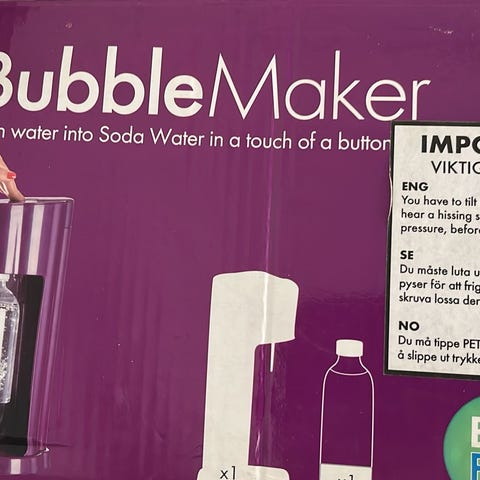 BubbleMaker
water into Soda Water in a touch of a button
IMPO
VIKTIG
ENG
You have to tilt
hear a hissing s
pressure, befor
SE
Du måste luta u
pyser för att frig
skruva lossa der
NO
Du må tippe PET
å slippe ut trykke
x1
x1